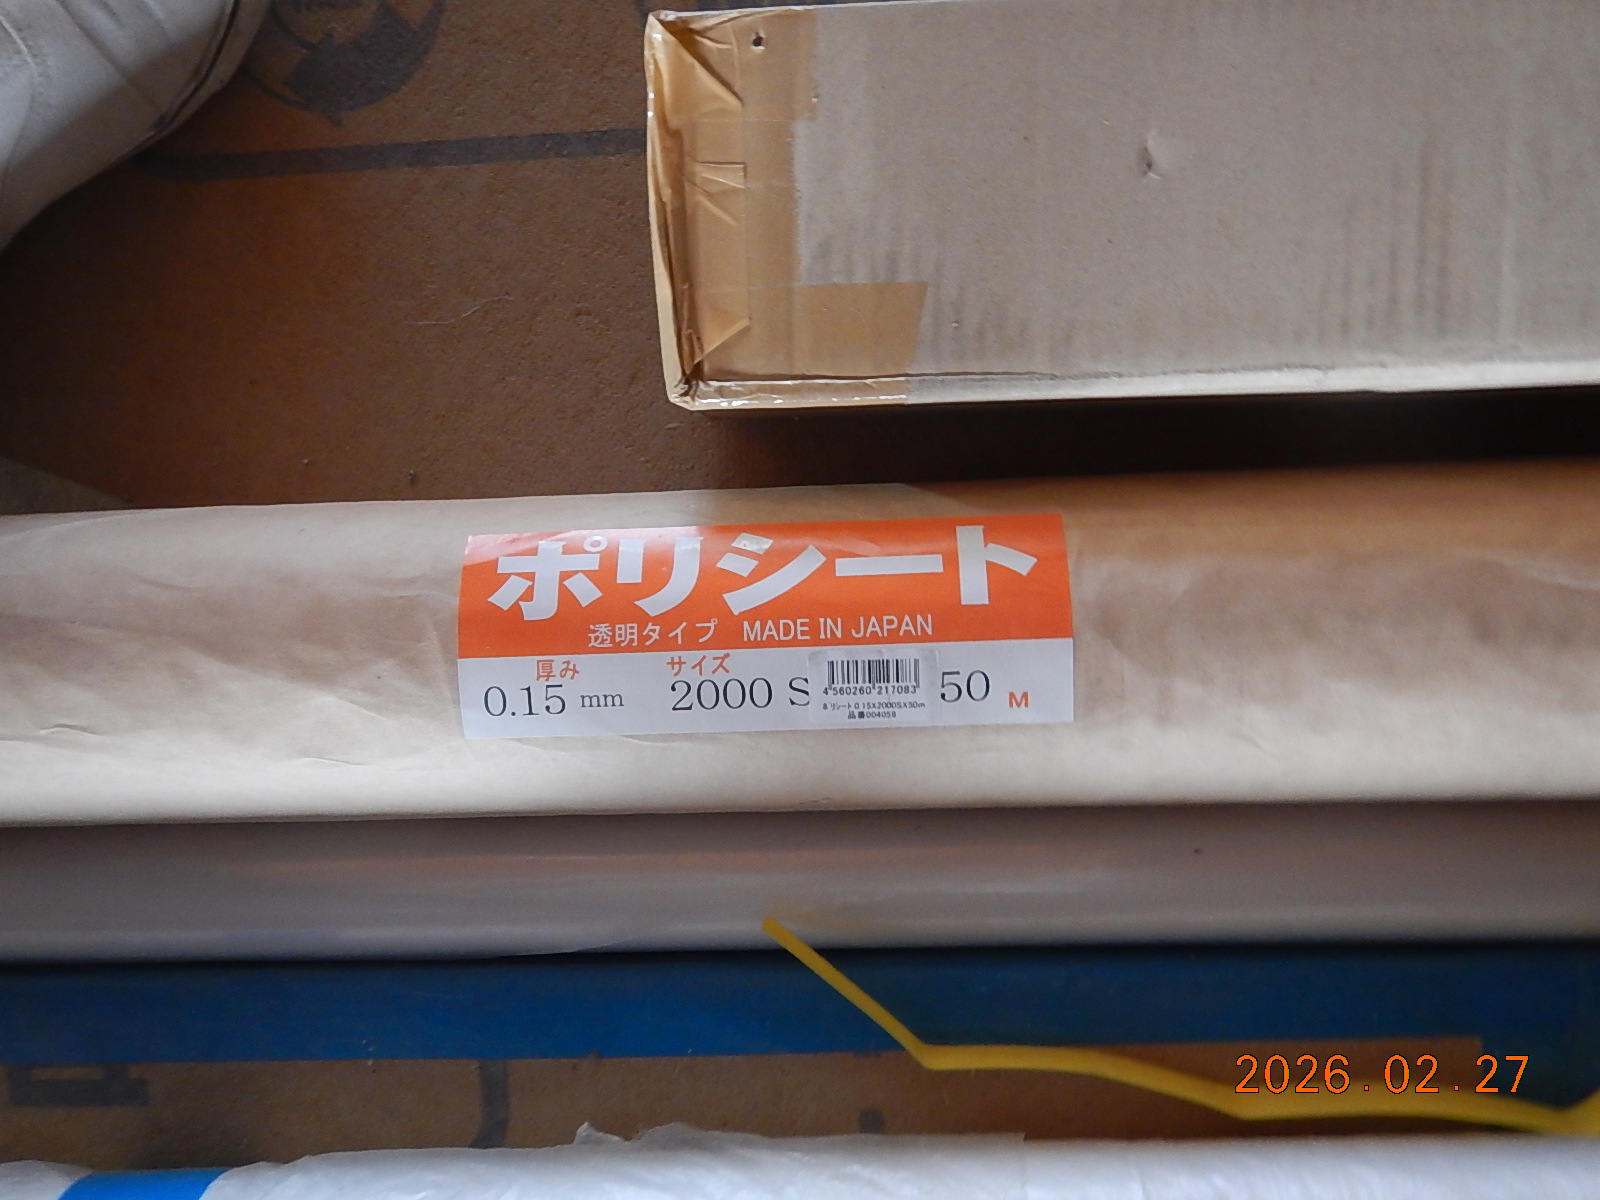 ポリシート
透明タイプ MADE IN JAPAN
厚み サイズ
0.15 mm 2000 S 50 M
4 560260 217083
ポリシート 0.15X2000S.X50m
品番004058
2026.02.27